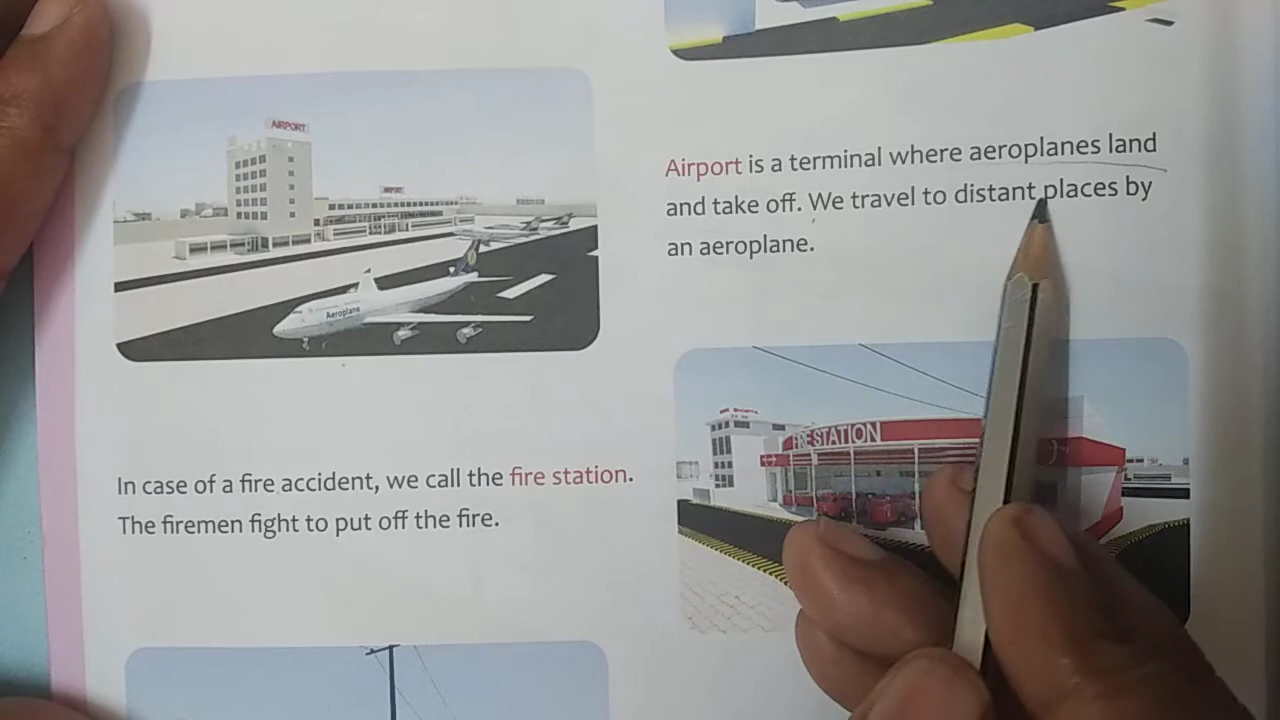 AIRPORT
AIRPORT
Aeroplane
Airport is a terminal where aeroplanes land
and take off. We travel to distant places by
an aeroplane.
FIRE STATION
In case of a fire accident, we call the fire station.
The firemen fight to put off the fire.